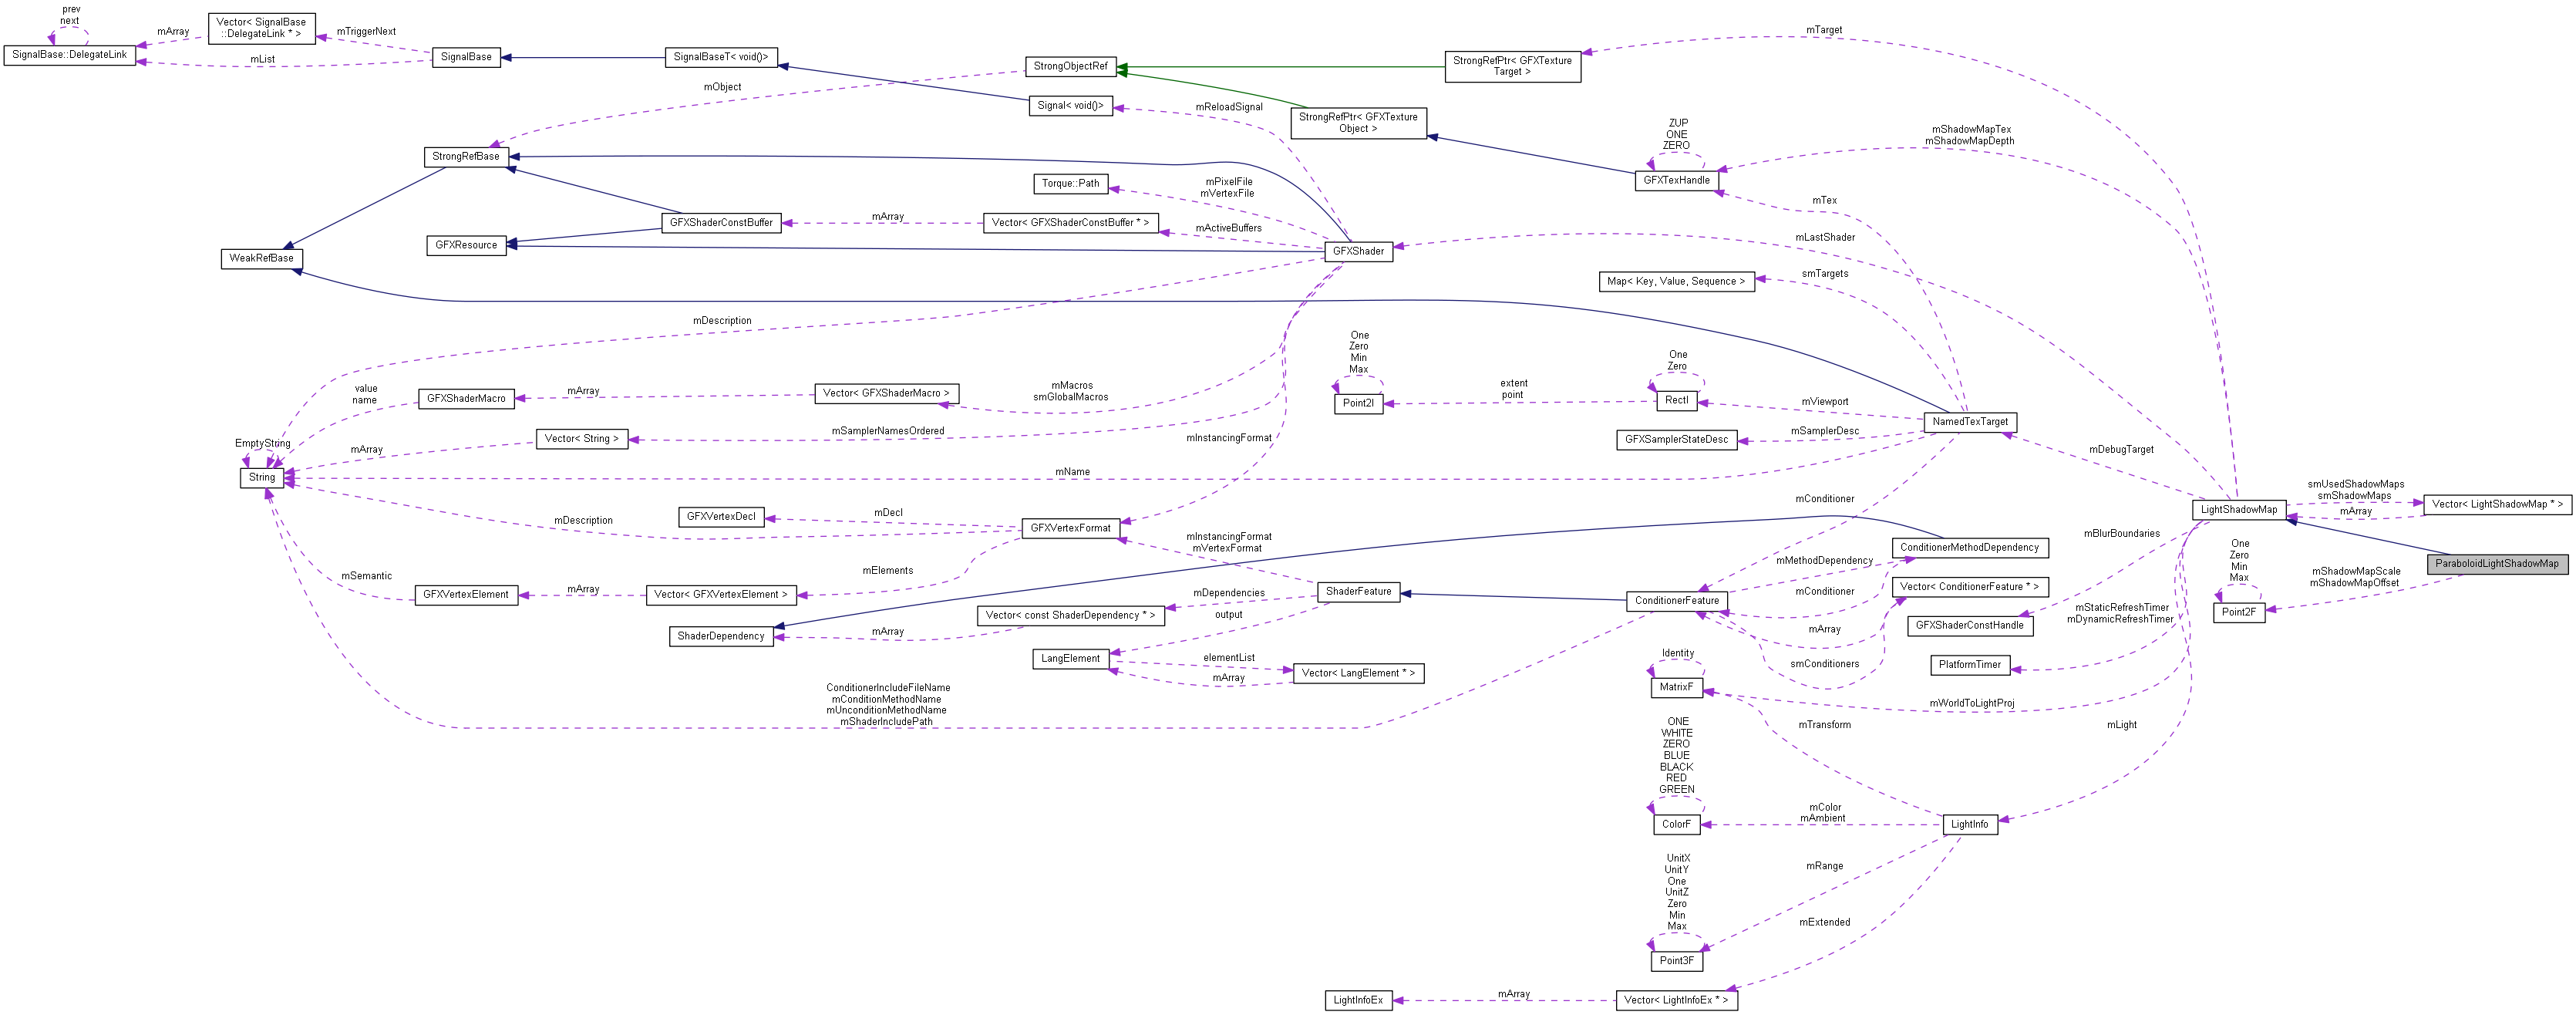 prev
next
Vector< SignalBase
::DelegateLink * >
mArray
mTriggerNext
SignalBase::DelegateLink
mList
SignalBase
SignalBaseT< void()>
mObject
StrongObjectRef
Signal< void()>
mReloadSignal
StrongRefPtr< GFXTexture
Target >
mTarget
StrongRefPtr< GFXTexture
Object >
ZUP
ONE
ZERO
mShadowMapTex
mShadowMapDepth
GFXTexHandle
StrongRefBase
Torque::Path
mPixelFile
mVertexFile
mTex
GFXShaderConstBuffer
mArray
Vector< GFXShaderConstBuffer * >
mActiveBuffers
GFXResource
WeakRefBase
GFXShader
mLastShader
Map< Key, Value, Sequence >
smTargets
mDescription
One
Zero
Min
Max
One
Zero
extent
point
Point2I
RectI
mViewport
GFXShaderMacro
value
name
mArray
Vector< GFXShaderMacro >
mMacros
smGlobalMacros
NamedTexTarget
GFXSamplerStateDesc
mSamplerDesc
EmptyString
mArray
Vector< String >
mSamplerNamesOrdered
mInstancingFormat
mDebugTarget
String
mName
mConditioner
smUsedShadowMaps
smShadowMaps
mArray
Vector< LightShadowMap * >
LightShadowMap
GFXVertexDecl
mDecl
mDescription
GFXVertexFormat
mInstancingFormat
mVertexFormat
ConditionerMethodDependency
mBlurBoundaries
One
Zero
Min
Max
ParaboloidLightShadowMap
mShadowMapScale
mShadowMapOffset
mMethodDependency
mConditioner
mElements
mSemantic
GFXVertexElement
mArray
Vector< GFXVertexElement >
ShaderFeature
mDependencies
output
ConditionerFeature
Vector< ConditionerFeature * >
mArray
smConditioners
GFXShaderConstHandle
mStaticRefreshTimer
mDynamicRefreshTimer
Point2F
ShaderDependency
mArray
Vector< const ShaderDependency * >
LangElement
elementList
mArray
Vector< LangElement * >
Identity
MatrixF
PlatformTimer
mWorldToLightProj
ConditionerIncludeFileName
mConditionMethodName
mUnconditionMethodName
mShaderIncludePath
mTransform
mLight
ONE
WHITE
ZERO
BLUE
BLACK
RED
GREEN
ColorF
mColor
mAmbient
LightInfo
UnitX
UnitY
One
UnitZ
Zero
Min
Max
mRange
mExtended
Point3F
LightInfoEx
mArray
Vector< LightInfoEx * >